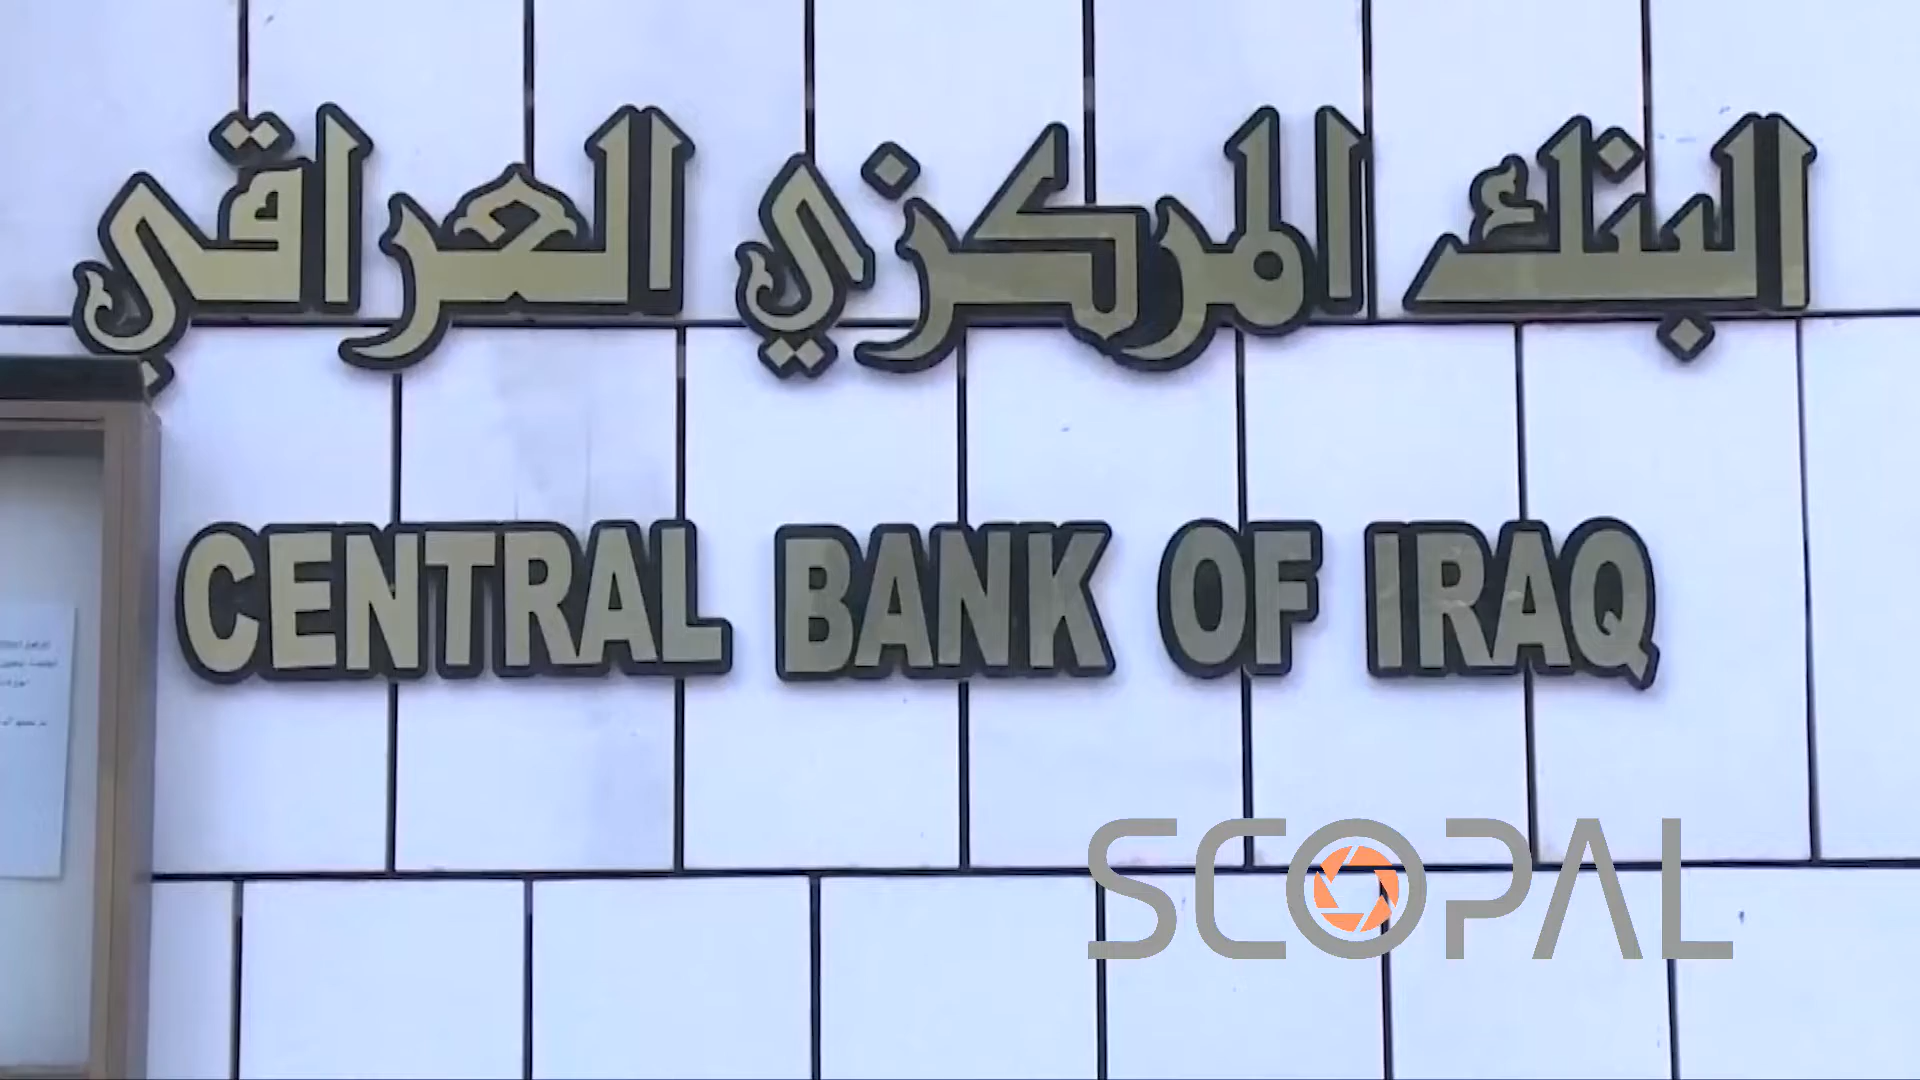 البنك المركزي العراقي
CENTRAL BANK OF IRAQ
SCOPAL